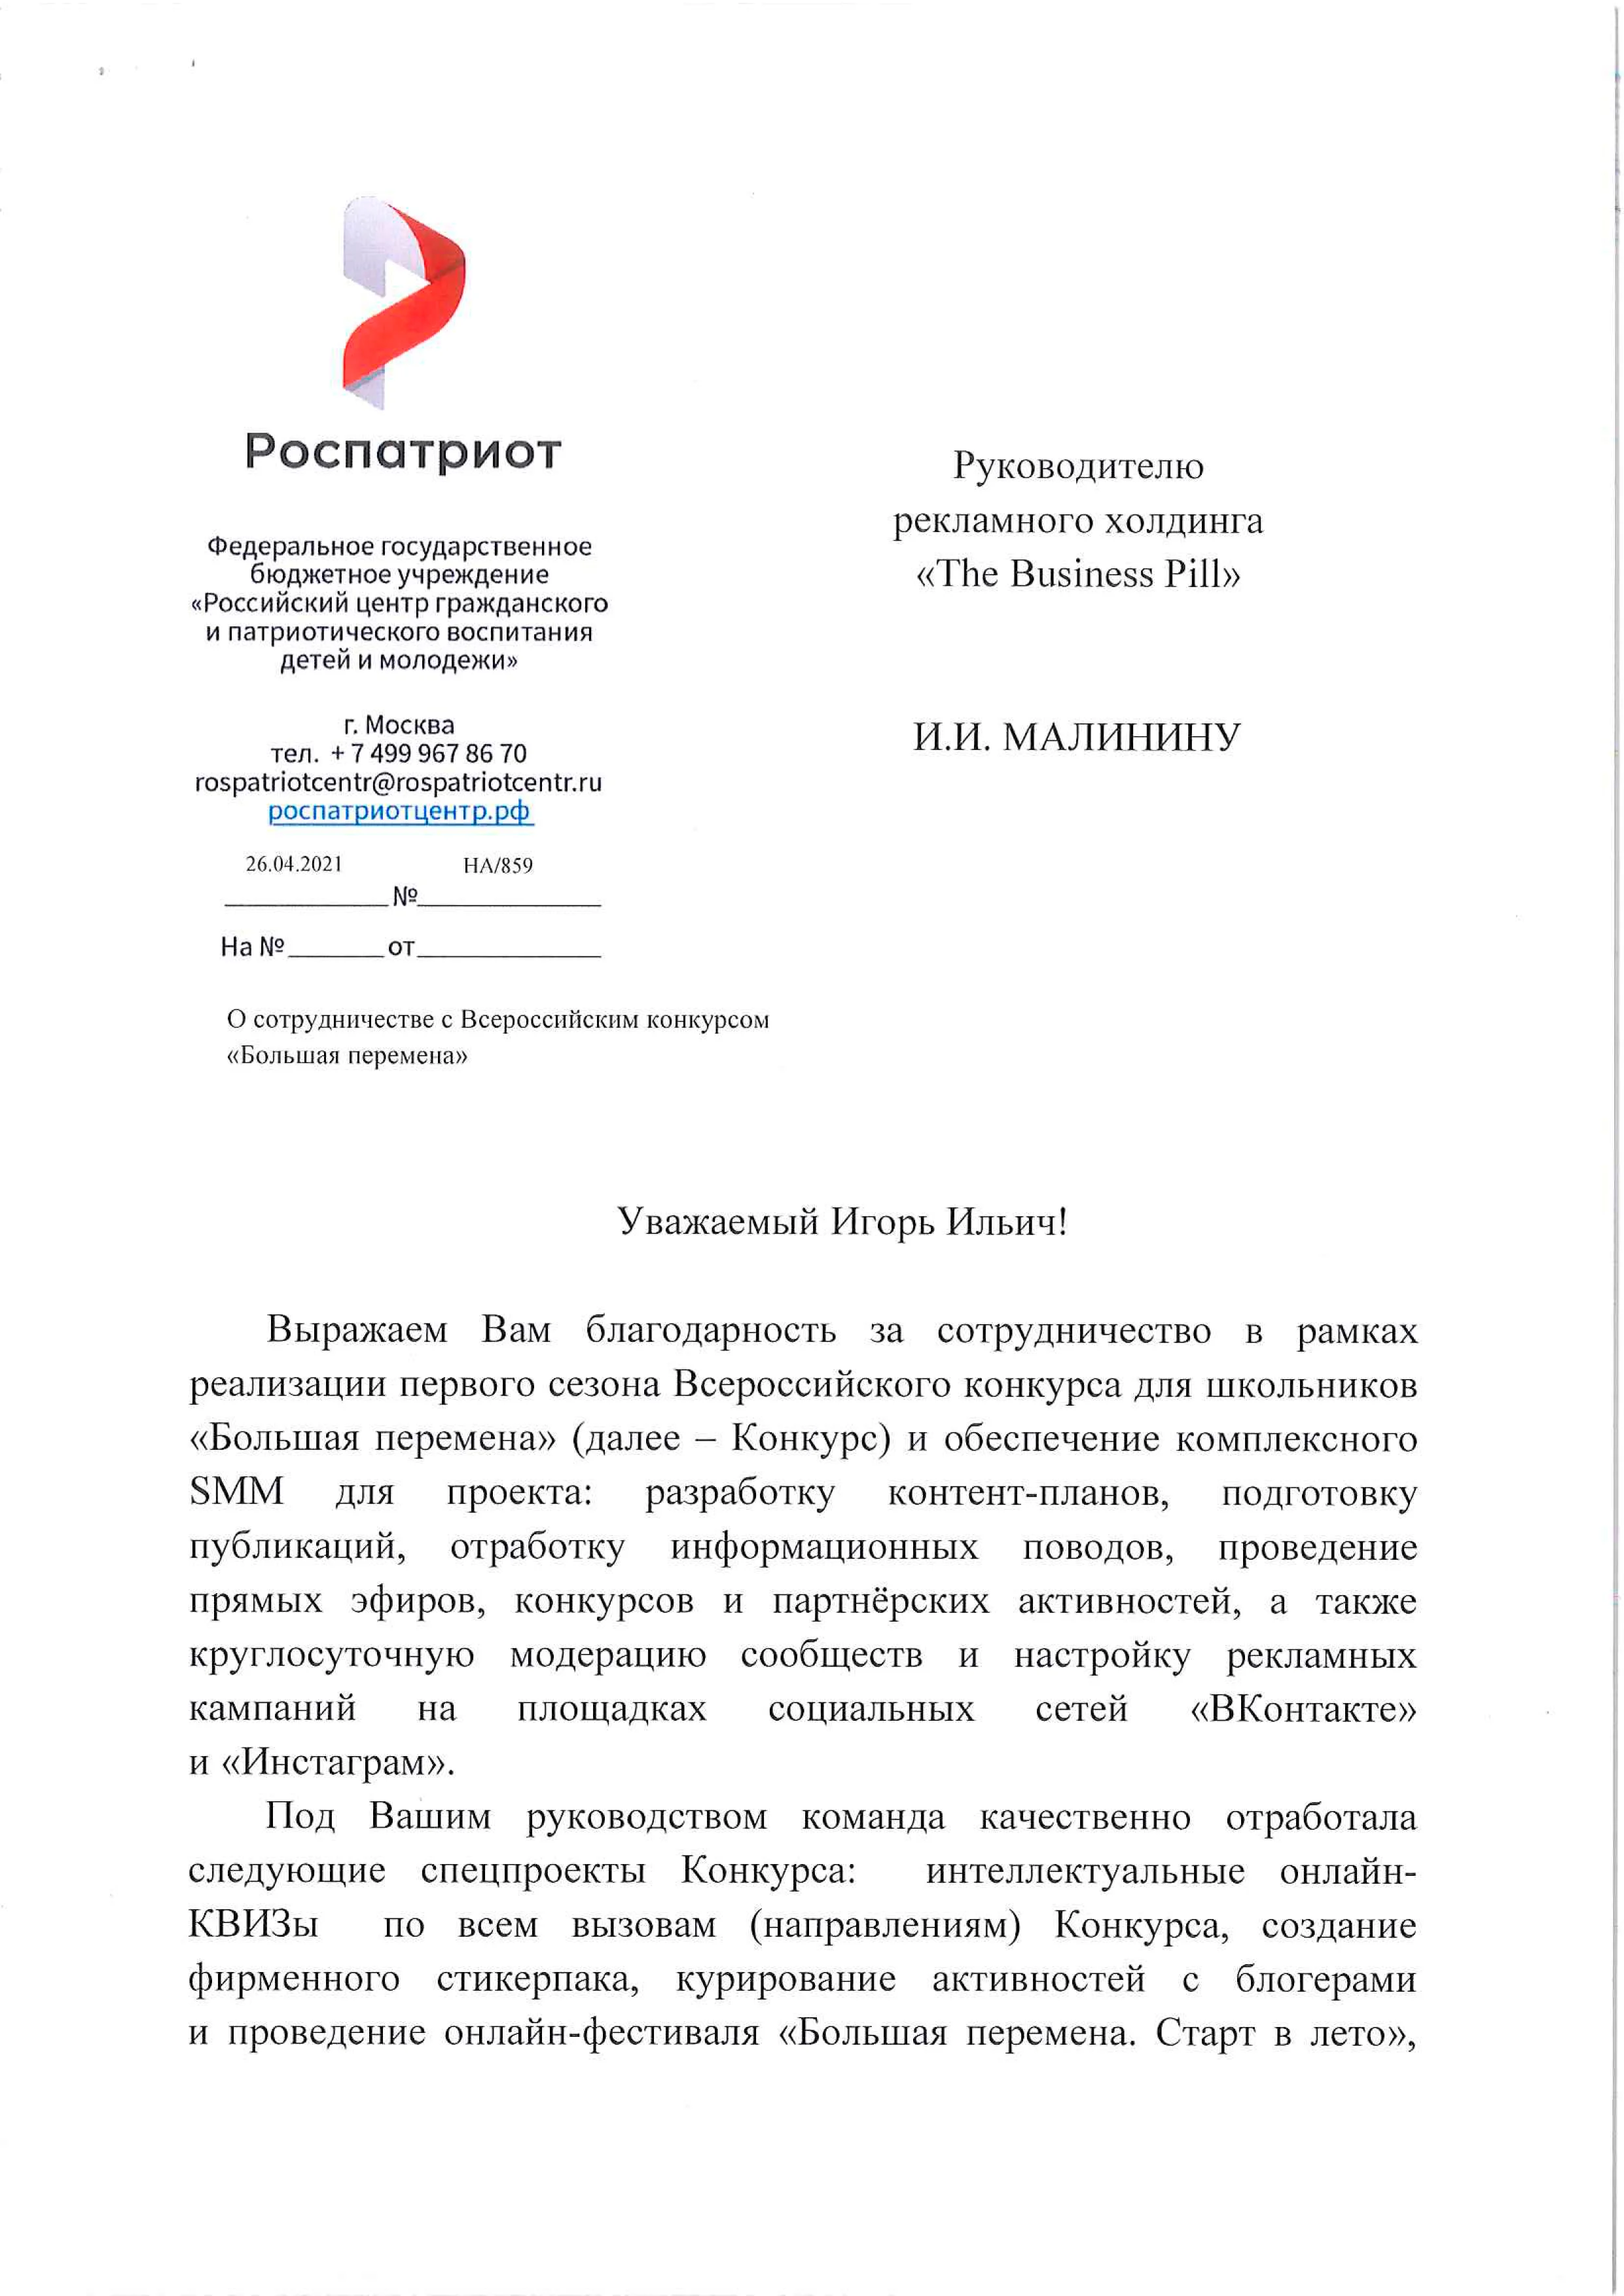 Роспатриот
Федеральное государственное
бюджетное учреждение
«Российский центр гражданского
и патриотического воспитания
детей и молодежи»
г. Москва
тел. + 7 499 967 86 70
rospatriotcentr@rospatriotcentr.ru
роспатриотцентр.рф
26.04.2021 НА/859
___________ №____________
На №______ от____________
О сотрудничестве с Всероссийским конкурсом
«Большая перемена»
Руководителю
рекламного холдинга
«The Business Pill»
И.И. МАЛИНИНУ
Уважаемый Игорь Ильич!
Выражаем Вам благодарность за сотрудничество в рамках
реализации первого сезона Всероссийского конкурса для школьников
«Большая перемена» (далее – Конкурс) и обеспечение комплексного
SMM для проекта: разработку контент-планов, подготовку
публикаций, отработку информационных поводов, проведение
прямых эфиров, конкурсов и партнёрских активностей, а также
круглосуточную модерацию сообществ и настройку рекламных
кампаний на площадках социальных сетей «ВКонтакте»
и «Инстаграм».
Под Вашим руководством команда качественно отработала
следующие спецпроекты Конкурса: интеллектуальные онлайн-
КВИЗы по всем вызовам (направлениям) Конкурса, создание
фирменного стикерпака, курирование активностей с блогерами
и проведение онлайн-фестиваля «Большая перемена. Старт в лето»,